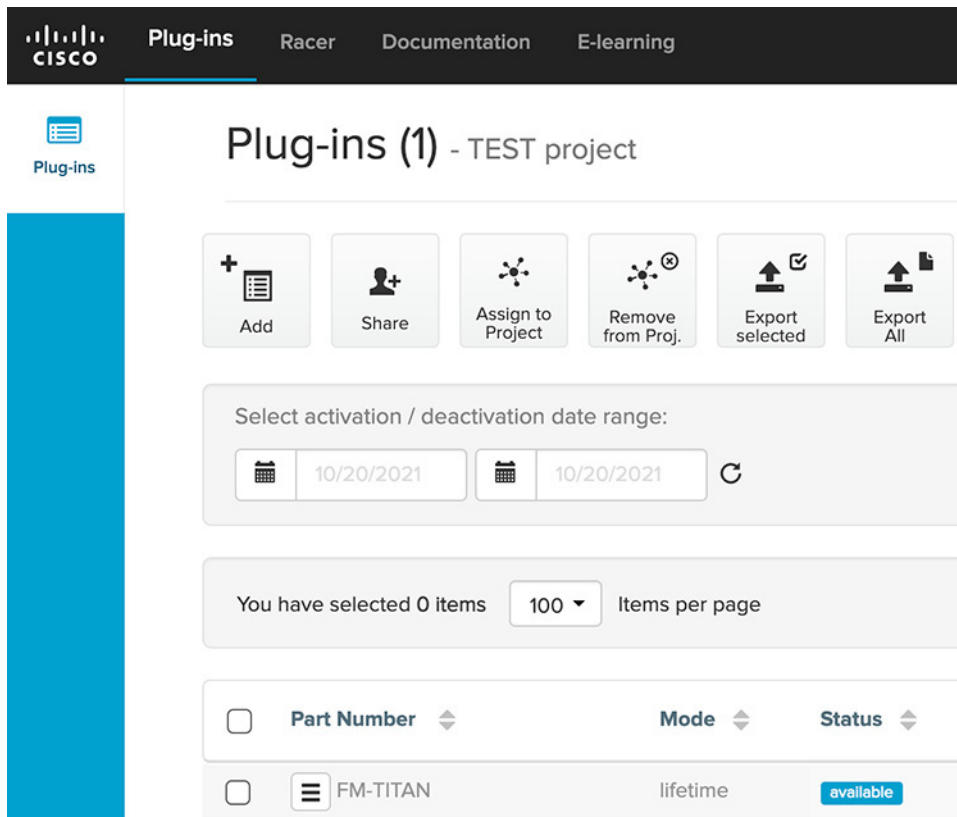 CISCO
Plug-ins Racer Documentation E-learning
Plug-ins
Plug-ins (1) - TEST project
Add
Share
Assign to
Project
Remove
from Proj.
Export
selected
Export
All
Select activation / deactivation date range:
10/20/2021 10/20/2021
You have selected 0 items 100 Items per page
Part Number Mode Status
FM-TITAN lifetime available